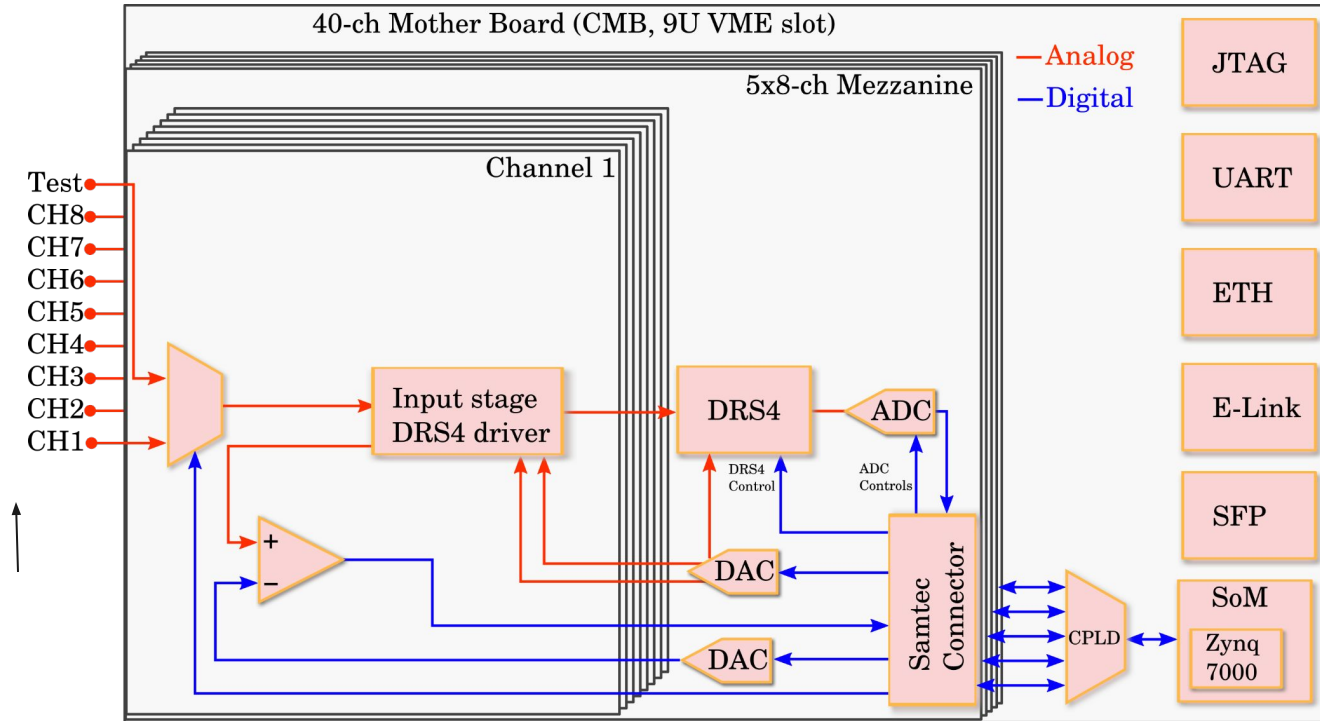 40-ch Mother Board (CMB, 9U VME slot)
Analog
Digital
5x8-ch Mezzanine
Channel 1
Test
CH8
CH7
CH6
CH5
CH4
CH3
CH2
CH1
Input stage
DRS4 driver
DRS4
ADC
DRS4
Control
ADC
Controls
+
−
DAC
DAC
Samtec
Connector
CPLD
JTAG
UART
ETH
E-Link
SFP
SoM
Zynq
7000